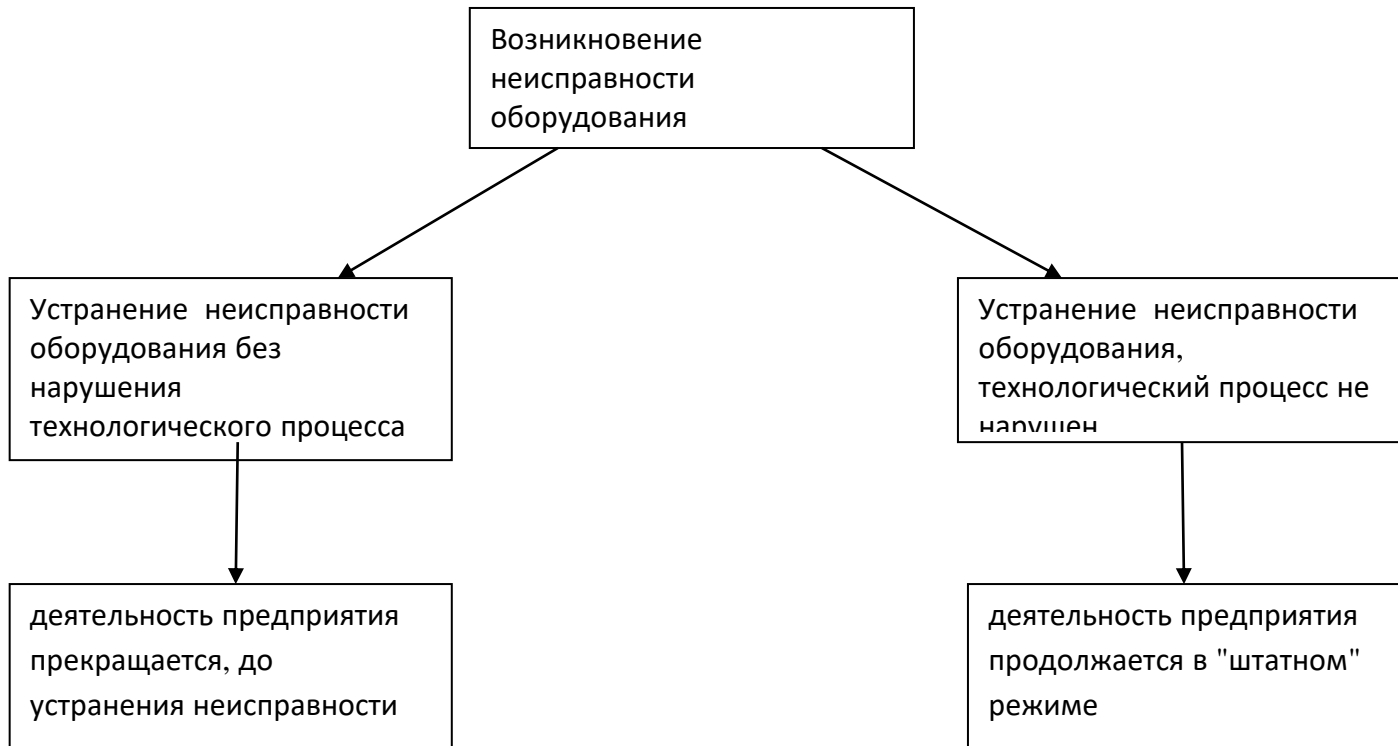 Возникновение
неисправности
оборудования
Устранение неисправности
оборудования без
нарушения
технологического процесса
Устранение неисправности
оборудования,
технологический процесс не
нарушен
деятельность предприятия
прекращается, до
устранения неисправности
деятельность предприятия
продолжается в "штатном"
режиме